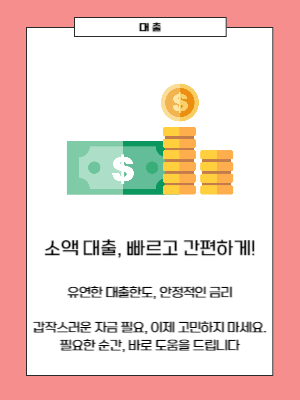 대출
$
$
소액 대출, 빠르고 간편하게!
유연한 대출한도, 안정적인 금리
갑작스러운 자금 필요, 이제 고민하지 마세요.
필요한 순간, 바로 도움을 드립니다